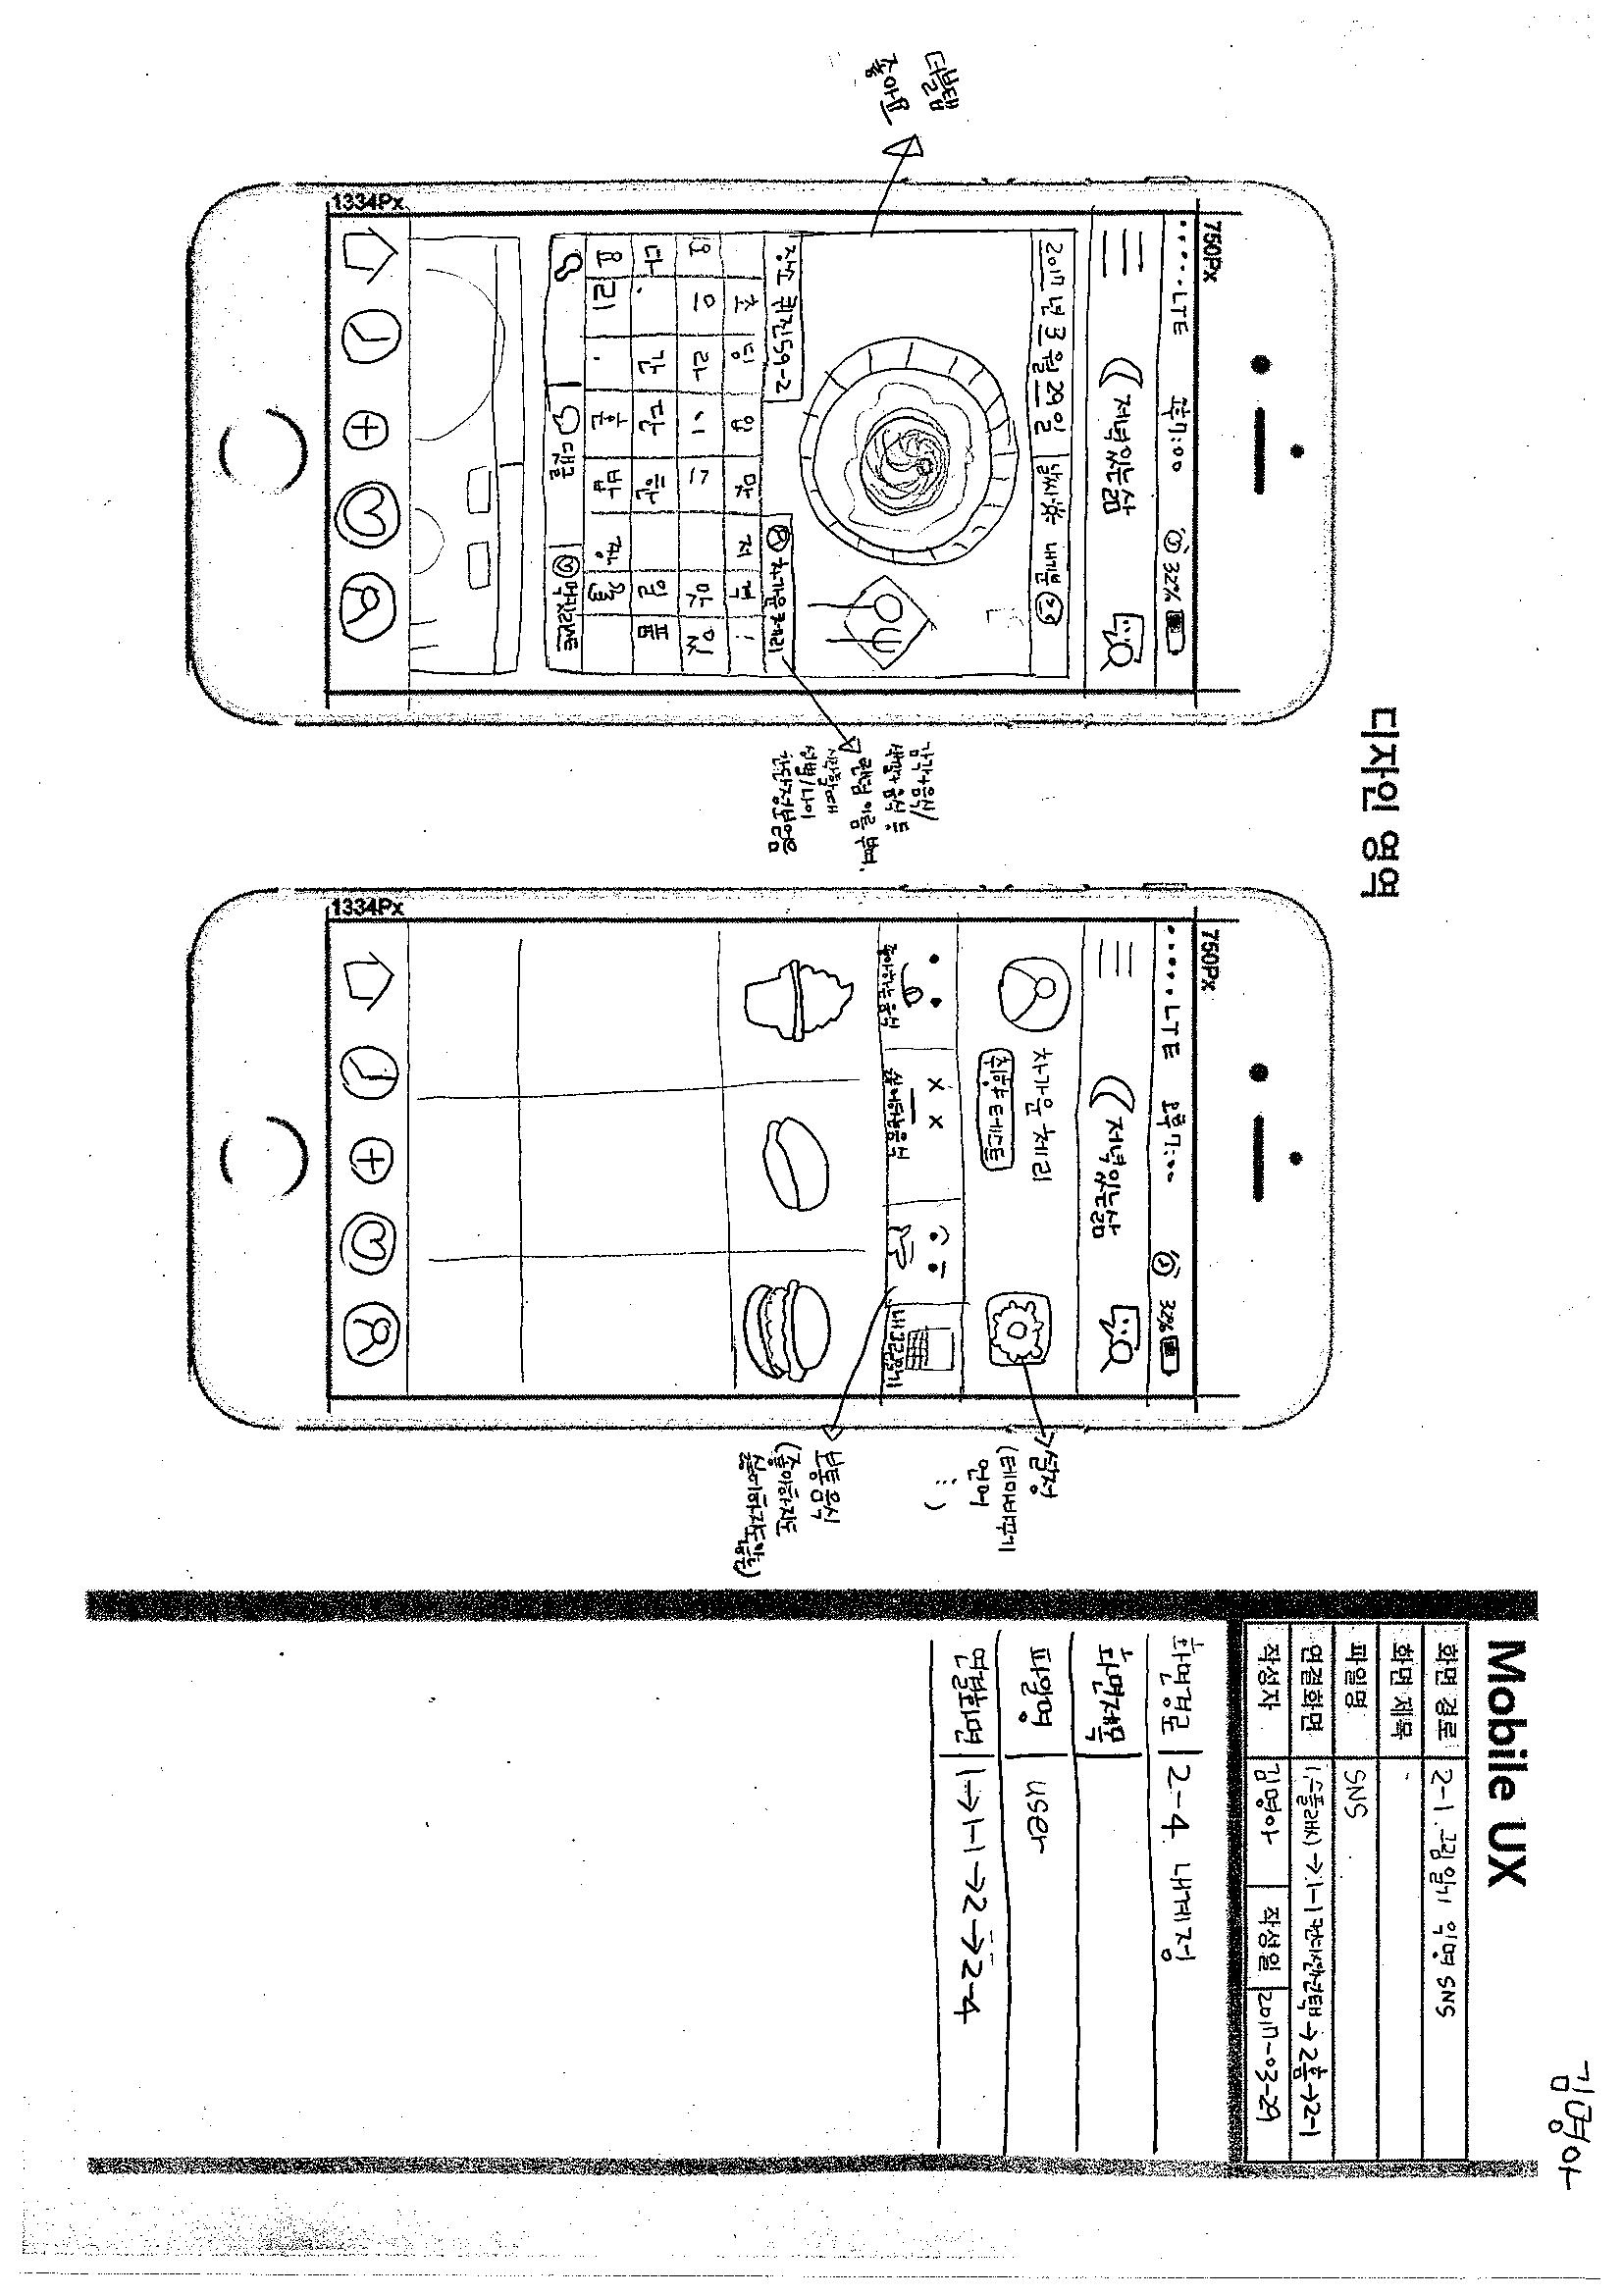 김명아
Mobile UX
화면 경로 2-1. 그림일기 익명 SNS
화면 제목 -
파일명 SNS
연결화면 1.스플래시→1-1컨디션선택→2홈→2-1
작성자 김명아 작성일 2017-03-29
화면경로 2-4 내계정
화면제목
파일명 user
연결화면 1→1-1→2→2-4
디자인 영역
750Px
LTE 오후7:00 32%
저녁있는삶
2017년 3월 29일 날씨 내기분
더블탭
좋아요
장소 퀴진59-2
차가운체리
초딩입맛저격!
오므라이스 맛있
다. 간단한 일품
요리. 혼밥짱
댓글
먹킷리스트
1334Px
감각+음식/
색깔+음식 등
랜덤 이름 부여.
시작할때
성별/나이
간단정보얻음
750Px
LTE 오후7:00 32%
저녁있는삶
차가운 체리
취향 테스트
설정
(테마바꾸기
언어
⋮ )
좋아하는음식
싫어하는음식
내그림일기
보통음식
(좋아하지도
싫어하지도않는)
1334Px